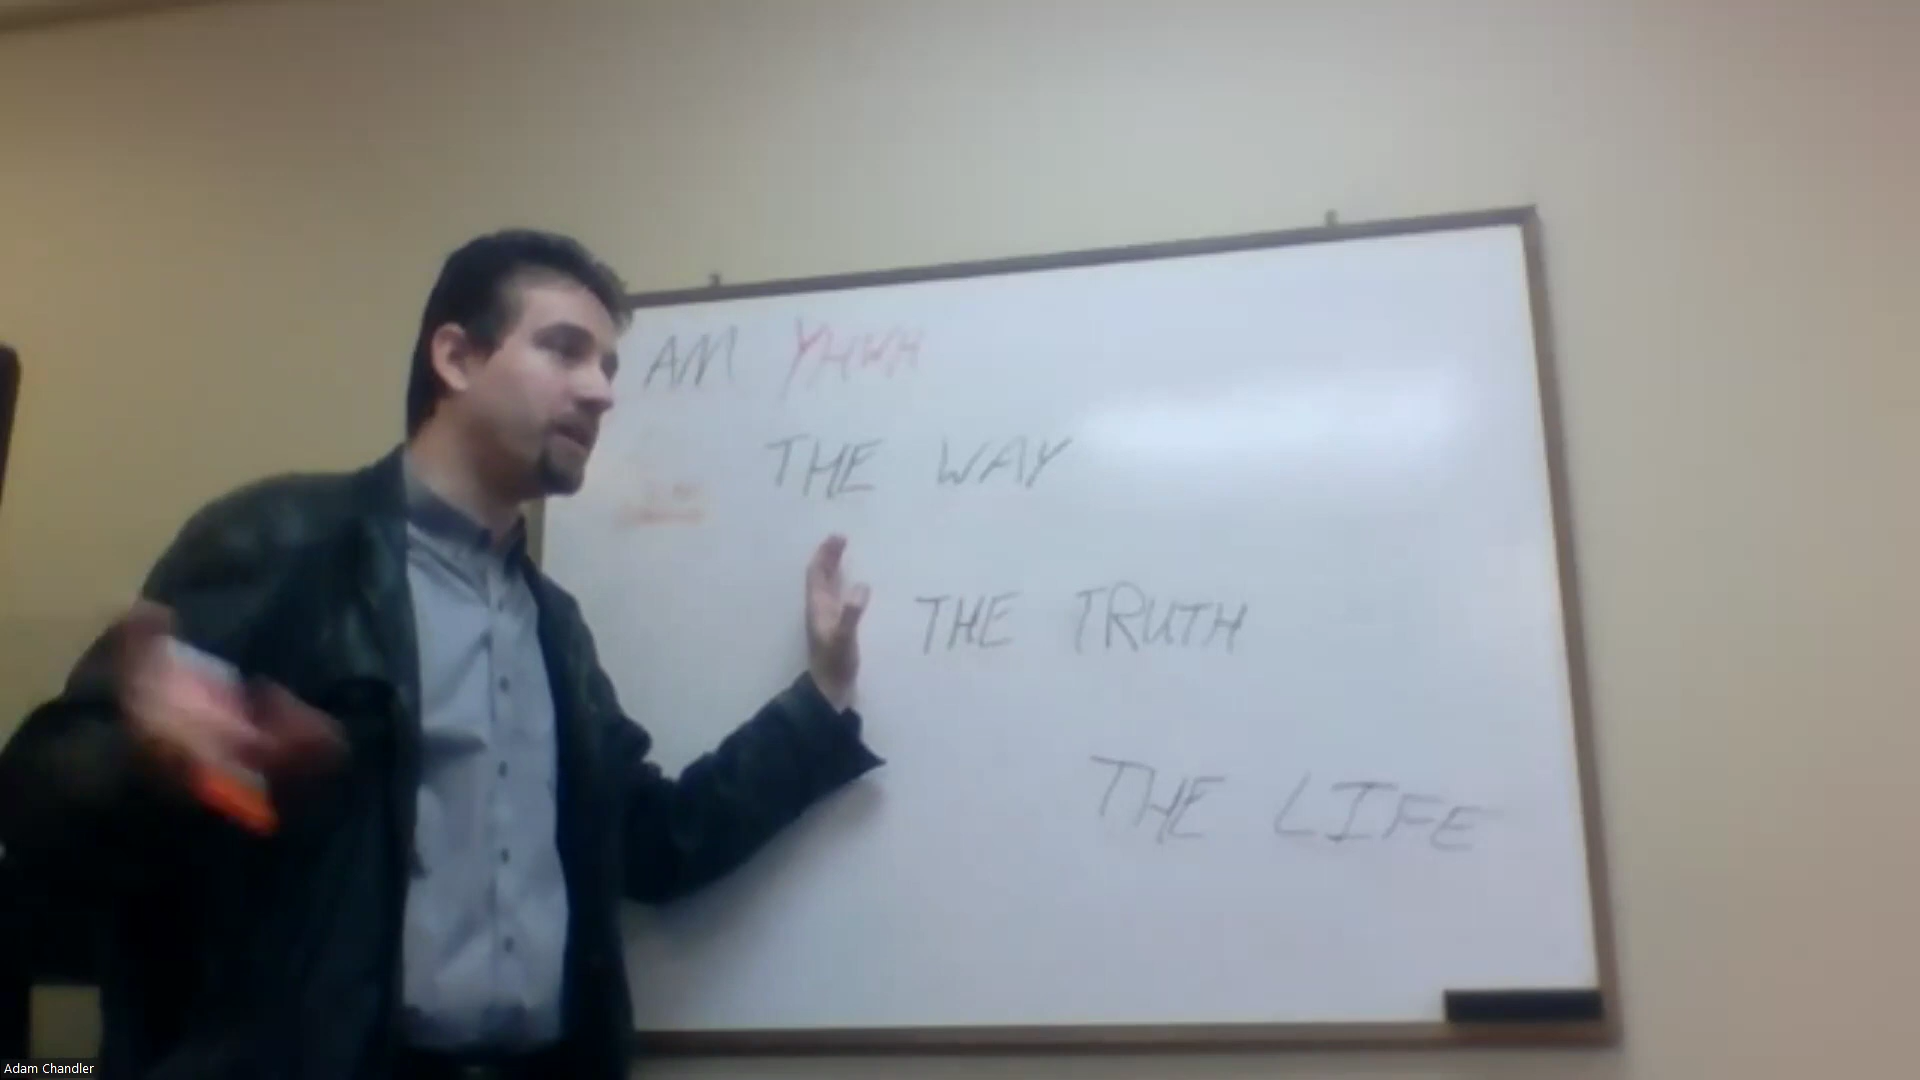 AM YHWH
THE WAY
THE TRUTH
THE LIFE
Adam Chandler